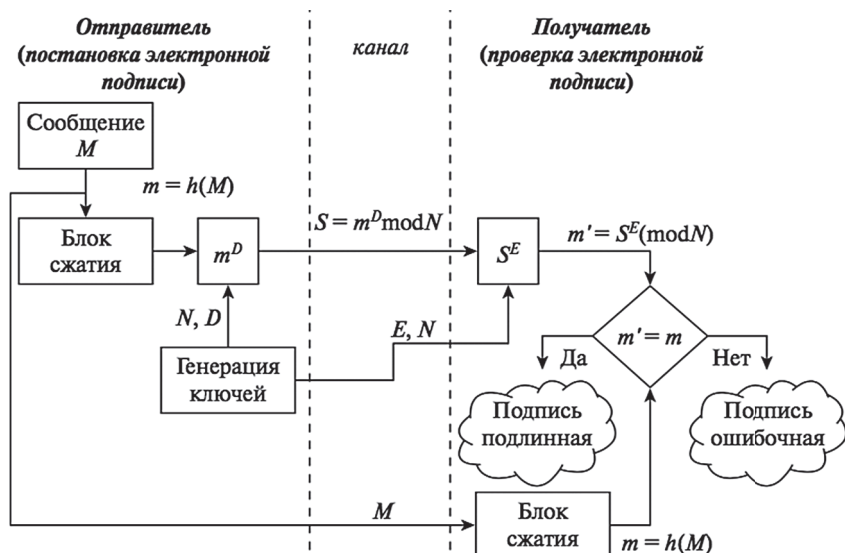 Отправитель
(постановка электронной
подписи)
канал
Получатель
(проверка электронной
подписи)
Сообщение
M
m = h(M)
Блок
сжатия
m^D
S = m^D modN
S^E
m' = S^E(modN)
N, D
E, N
Генерация
ключей
m' = m
Да
Нет
Подпись
подлинная
Подпись
ошибочная
M
Блок
сжатия
m = h(M)